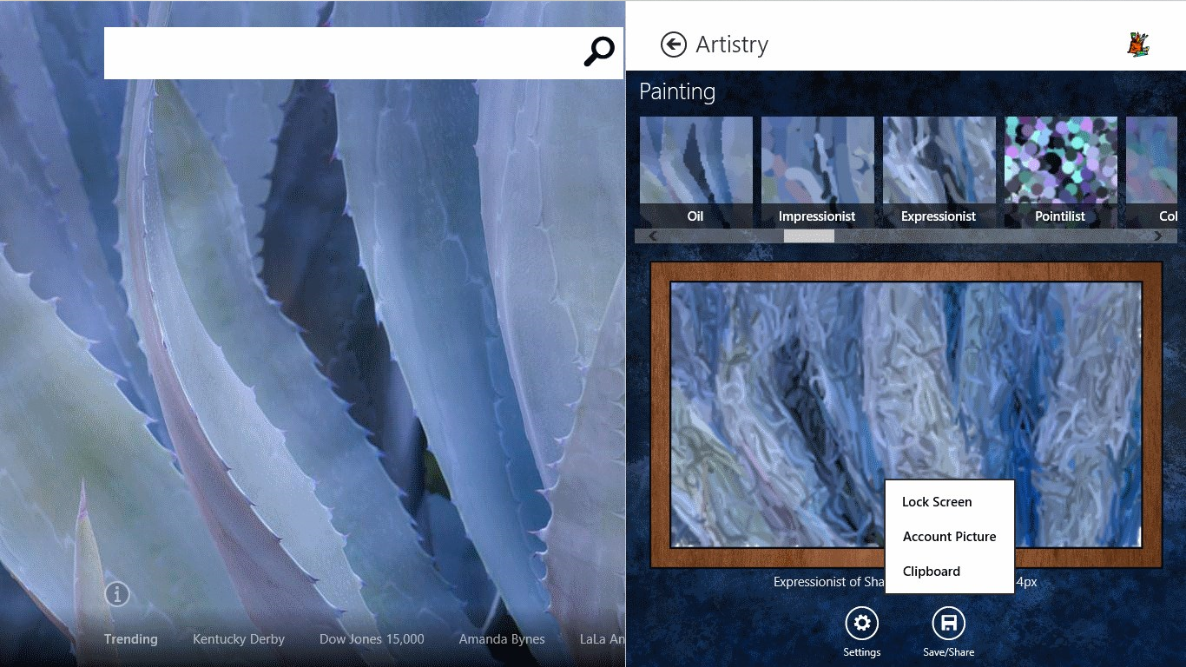 Trending Kentucky Derby Dow Jones 15,000 Amanda Bynes LaLa An
Artistry
Painting
Oil Impressionist Expressionist Pointilist Col
Lock Screen
Account Picture
Clipboard
Expressionist of Sha 4px
Settings Save/Share